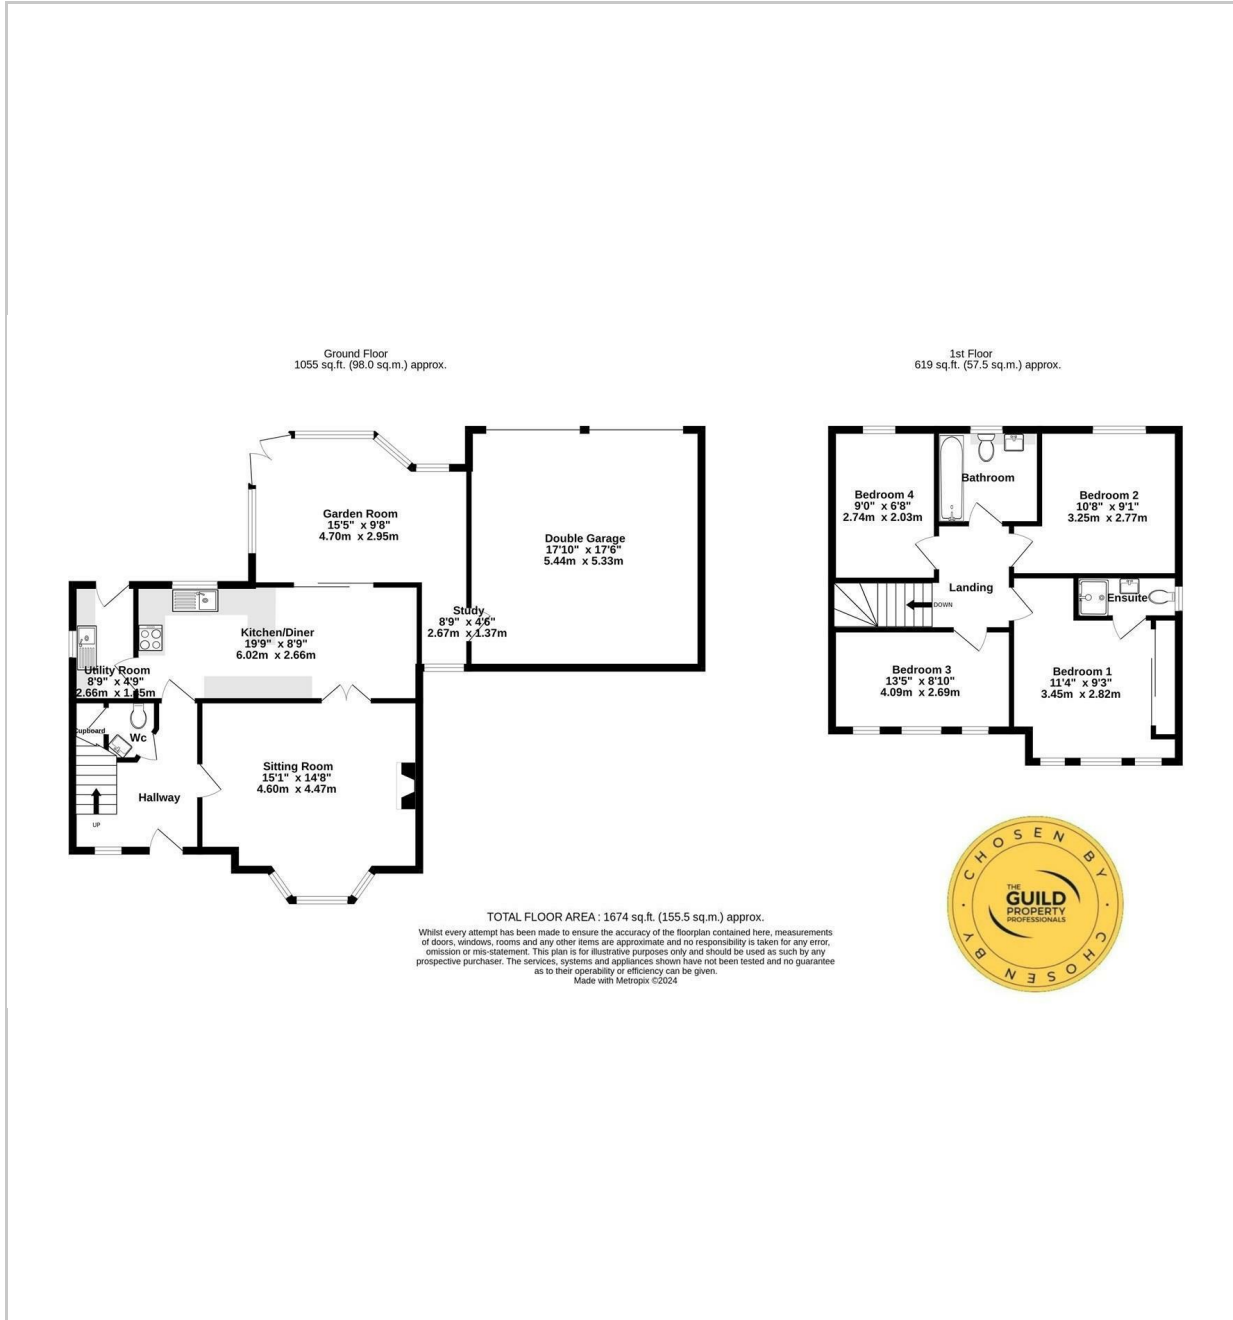 Ground Floor
1055 sq.ft. (98.0 sq.m.) approx.
1st Floor
619 sq.ft. (57.5 sq.m.) approx.
Garden Room
15'5" x 9'8"
4.70m x 2.95m
Double Garage
17'10" x 17'6"
5.44m x 5.33m
Study
8'9" x 4'6"
2.67m x 1.37m
Kitchen/Diner
19'9" x 8'9"
6.02m x 2.66m
Utility Room
8'9" x 4'9"
2.66m x 1.45m
Cupboard
Wc
Sitting Room
15'1" x 14'8"
4.60m x 4.47m
Hallway
UP
Bedroom 4
9'0" x 6'8"
2.74m x 2.03m
Bathroom
Bedroom 2
10'8" x 9'1"
3.25m x 2.77m
Landing
DOWN
Ensuite
Bedroom 3
13'5" x 8'10"
4.09m x 2.69m
Bedroom 1
11'4" x 9'3"
3.45m x 2.82m
TOTAL FLOOR AREA : 1674 sq.ft. (155.5 sq.m.) approx.
Whilst every attempt has been made to ensure the accuracy of the floorplan contained here, measurements
of doors, windows, rooms and any other items are approximate and no responsibility is taken for any error,
omission or mis-statement. This plan is for illustrative purposes only and should be used as such by any
prospective purchaser. The services, systems and appliances shown have not been tested and no guarantee
as to their operability or efficiency can be given.
Made with Metropix ©2024
CHOSEN BY
THE
GUILD
PROPERTY
PROFESSIONALS
CHOSEN BY